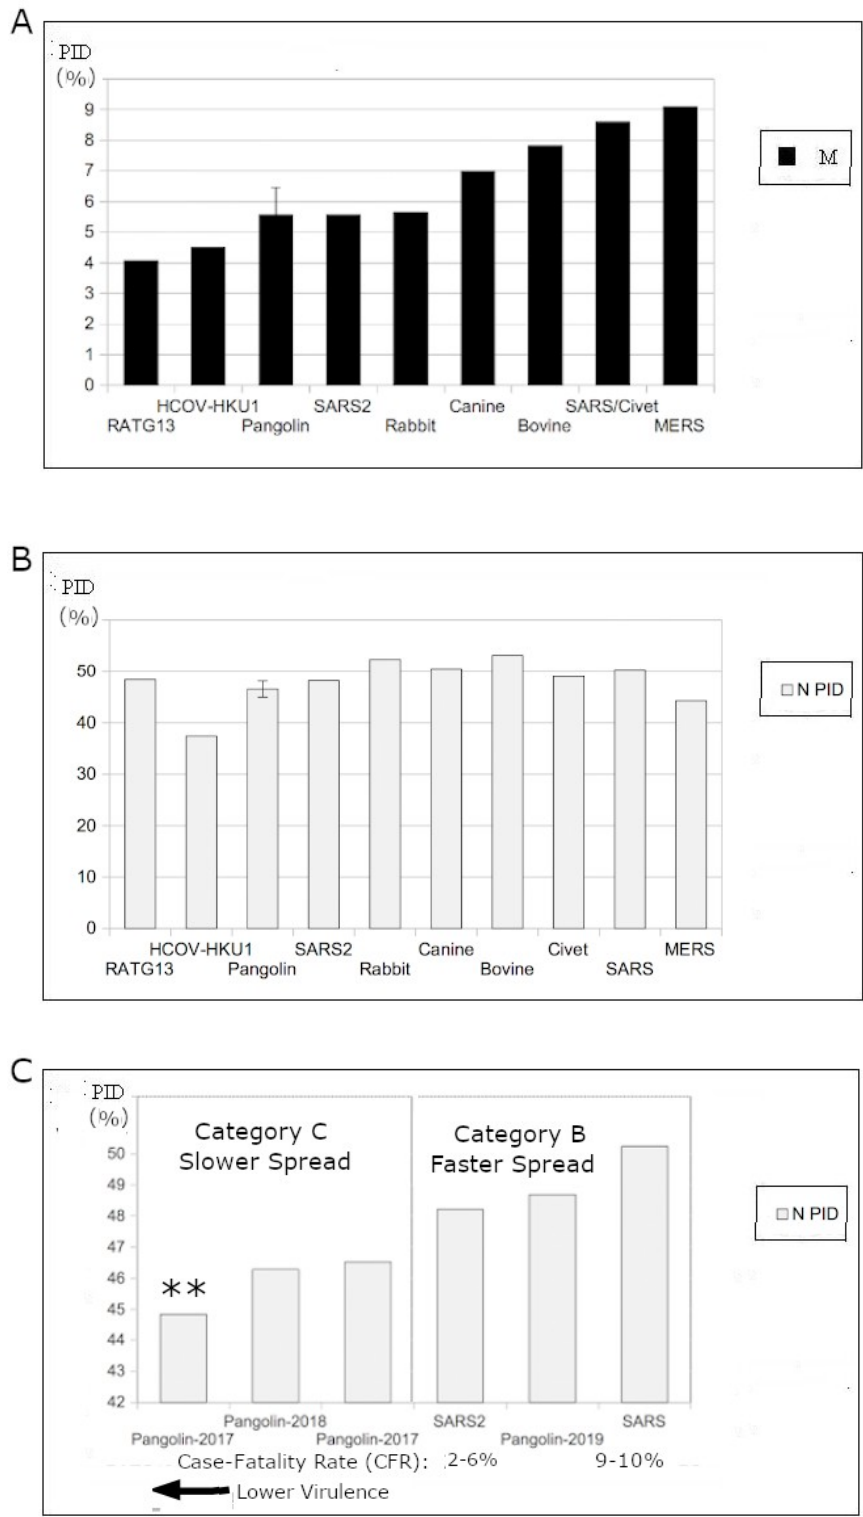 A
PID
(%)
9
8
7
6
5
4
3
2
1
0
HCOV-HKU1 SARS2 Canine SARS/Civet
RATG13 Pangolin Rabbit Bovine MERS
M
B
PID
(%)
50
40
30
20
10
0
HCOV-HKU1 SARS2 Canine Civet MERS
RATG13 Pangolin Rabbit Bovine SARS
N PID
C
PID
(%)
50
49
48
47
46
45
44
43
42
Category C
Slower Spread
Category B
Faster Spread
**
Pangolin-2018 SARS2 SARS
Pangolin-2017 Pangolin-2017 Pangolin-2019
Case-Fatality Rate (CFR): 2-6% 9-10%
Lower Virulence
N PID